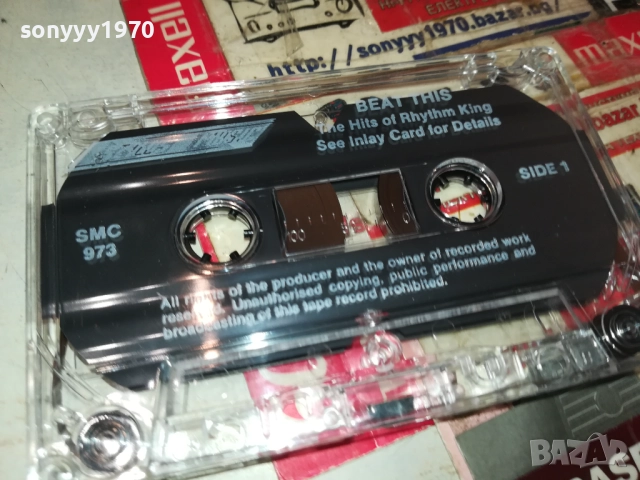 sonyyy1970
maxell
http://sonyyy1970.bazar.bg/
maxell
BEAT THIS
The Hits of Rhythm King
See Inlay Card for Details
SIDE 1
SMC
973
All rights of the producer and the owner of recorded work
reserved. Unauthorised copying, public performance and
broadcasting of this tape record prohibited.
BAZAR